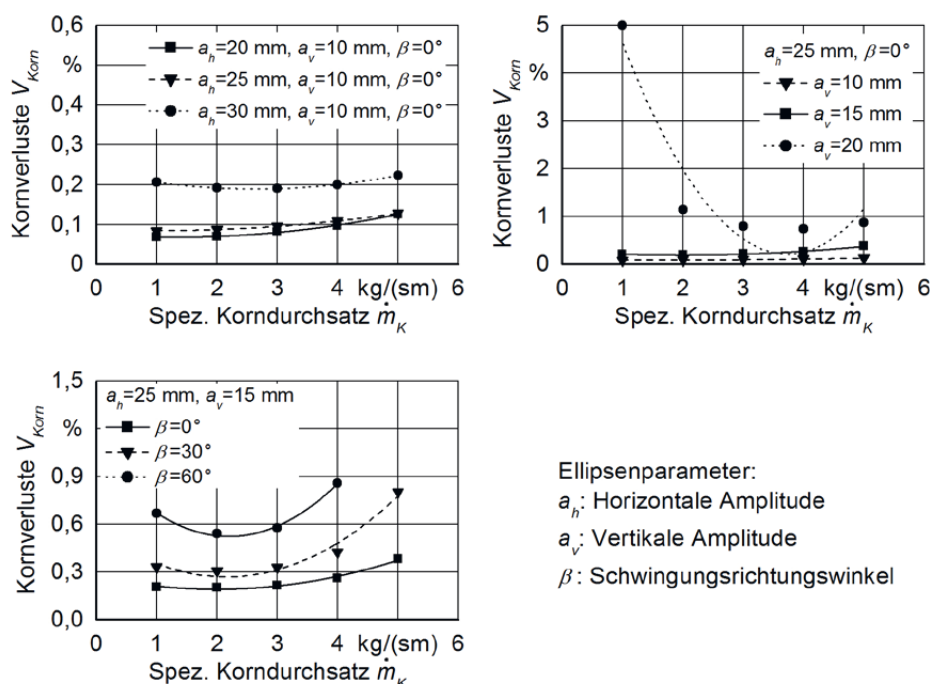 0,6
%
0,4
0,3
0,2
0,1
0
Kornverluste V_Korn
a_h=20 mm, a_v=10 mm, β=0°
a_h=25 mm, a_v=10 mm, β=0°
a_h=30 mm, a_v=10 mm, β=0°
0 1 2 3 4 kg/(sm) 6
Spez. Korndurchsatz ṁ_K
5
%
5
2
1
0
Kornverluste V_Korn
a_h=25 mm, β=0°
a_v=10 mm
a_v=15 mm
a_v=20 mm
0 1 2 3 4 kg/(sm) 6
Spez. Korndurchsatz ṁ_K
1,5
%
0,9
0,6
0,3
0,0
Kornverluste V_Korn
a_h=25 mm, a_v=15 mm
β=0°
β=30°
β=60°
0 1 2 3 4 kg/(sm) 6
Spez. Korndurchsatz ṁ_K
Ellipsenparameter:
a_h: Horizontale Amplitude
a_v: Vertikale Amplitude
β: Schwingungsrichtungswinkel